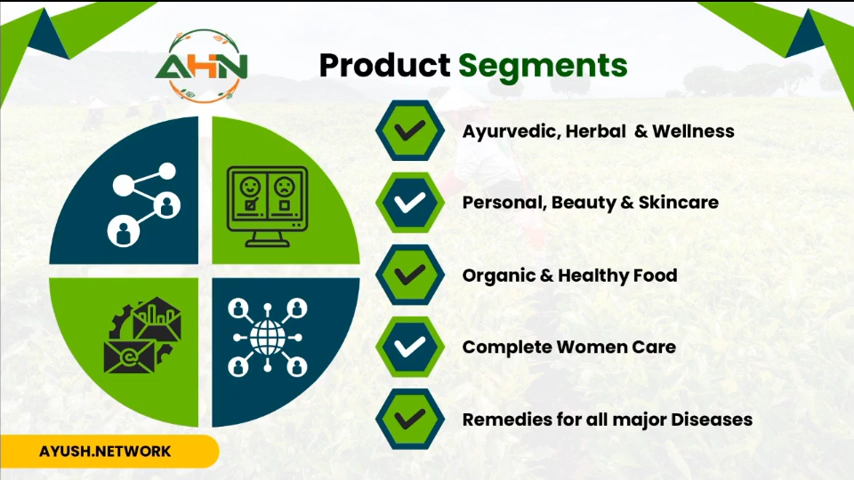 AHN
Product Segments
Ayurvedic, Herbal & Wellness
Personal, Beauty & Skincare
Organic & Healthy Food
Complete Women Care
Remedies for all major Diseases
AYUSH.NETWORK